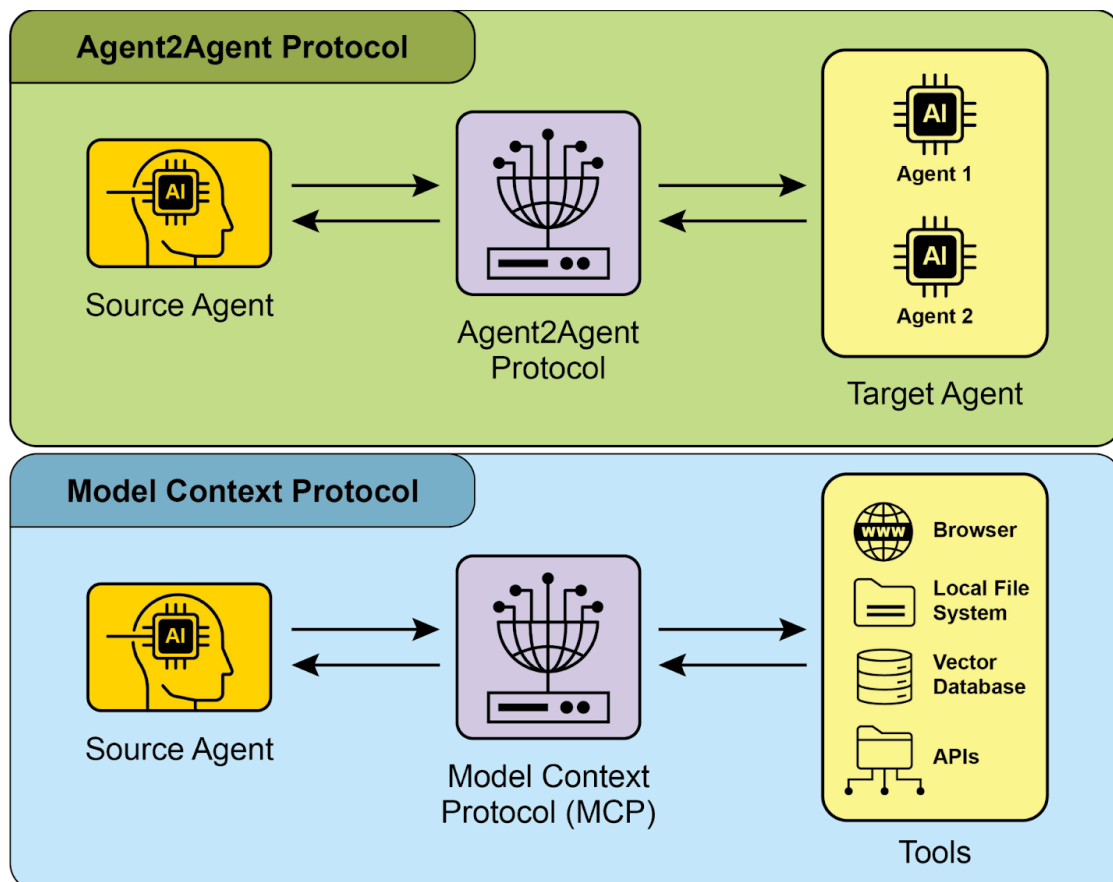 Agent2Agent Protocol
AI
Source Agent
Agent2Agent
Protocol
AI
Agent 1
AI
Agent 2
Target Agent
Model Context Protocol
AI
Source Agent
Model Context
Protocol (MCP)
www
Browser
Local File
System
Vector
Database
APIs
Tools